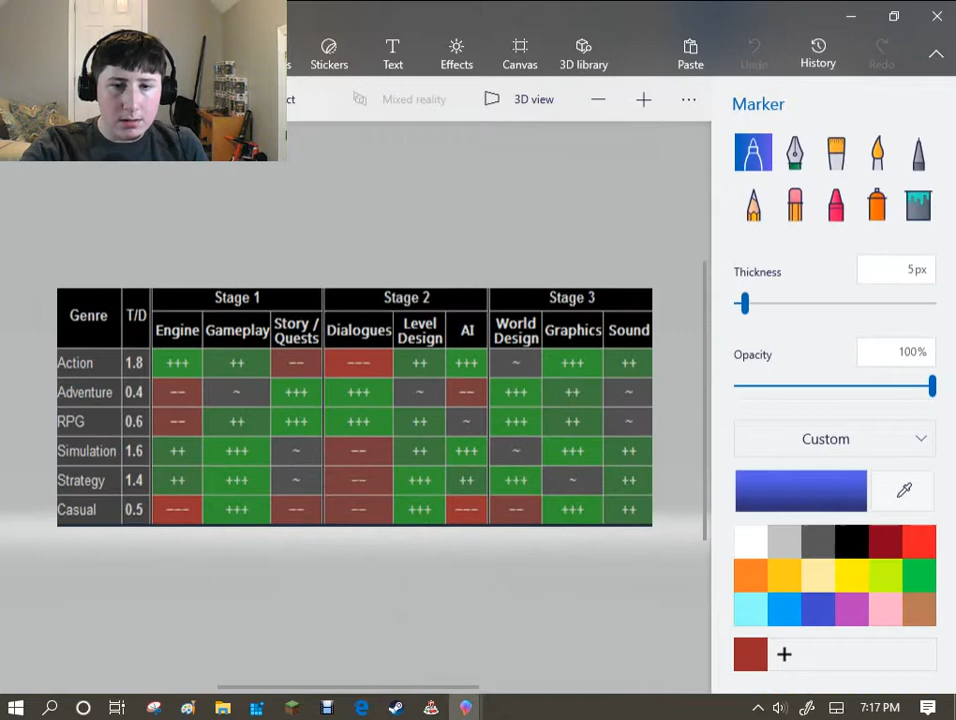 Stickers Text Effects Canvas 3D library Paste Undo History Redo
ct Mixed reality 3D view
Marker
Thickness 5px
Opacity 100%
Custom
Genre T/D Stage 1 Stage 2 Stage 3
Engine Gameplay Story / Quests Dialogues Level Design AI World Design Graphics Sound
Action 1.8 +++ ++ -- --- ++ +++ ~ +++ ++
Adventure 0.4 -- ~ +++ +++ ~ -- +++ ++ ~
RPG 0.6 -- ++ +++ +++ ++ ~ +++ ++ ~
Simulation 1.6 ++ +++ ~ -- ++ +++ ~ +++ ++
Strategy 1.4 ++ +++ ~ -- +++ ++ +++ ~ ++
Casual 0.5 --- +++ -- -- +++ --- -- +++ ++
7:17 PM